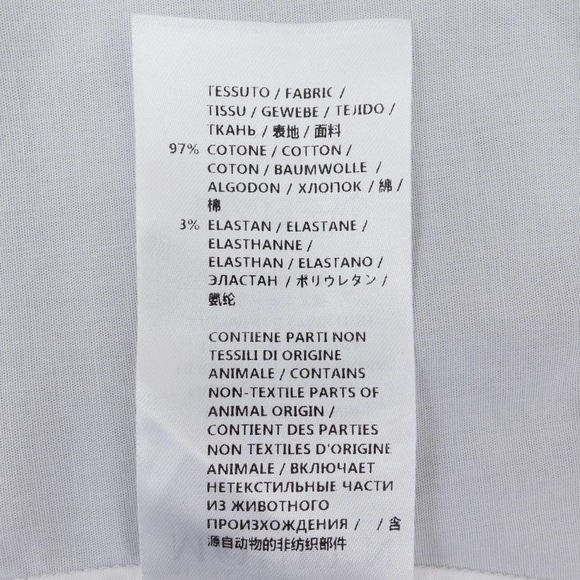 TESSUTO / FABRIC /
TISSU / GEWEBE / TEJIDO /
ТКАНЬ / 表地 / 面料
97% COTONE / COTTON /
COTON / BAUMWOLLE /
ALGODON / ХЛОПОК / 綿 /
棉
3% ELASTAN / ELASTANE /
ELASTHANNE /
ELASTHAN / ELASTANO /
ЭЛАСТАН / ポリウレタン /
氨纶
CONTIENE PARTI NON
TESSILI DI ORIGINE
ANIMALE / CONTAINS
NON-TEXTILE PARTS OF
ANIMAL ORIGIN /
CONTIENT DES PARTIES
NON TEXTILES D'ORIGINE
ANIMALE / ВКЛЮЧАЕТ
НЕТЕКСТИЛЬНЫЕ ЧАСТИ
ИЗ ЖИВОТНОГО
ПРОИЗХОЖДЕНИЯ / / 含
源自动物的非纺织部件